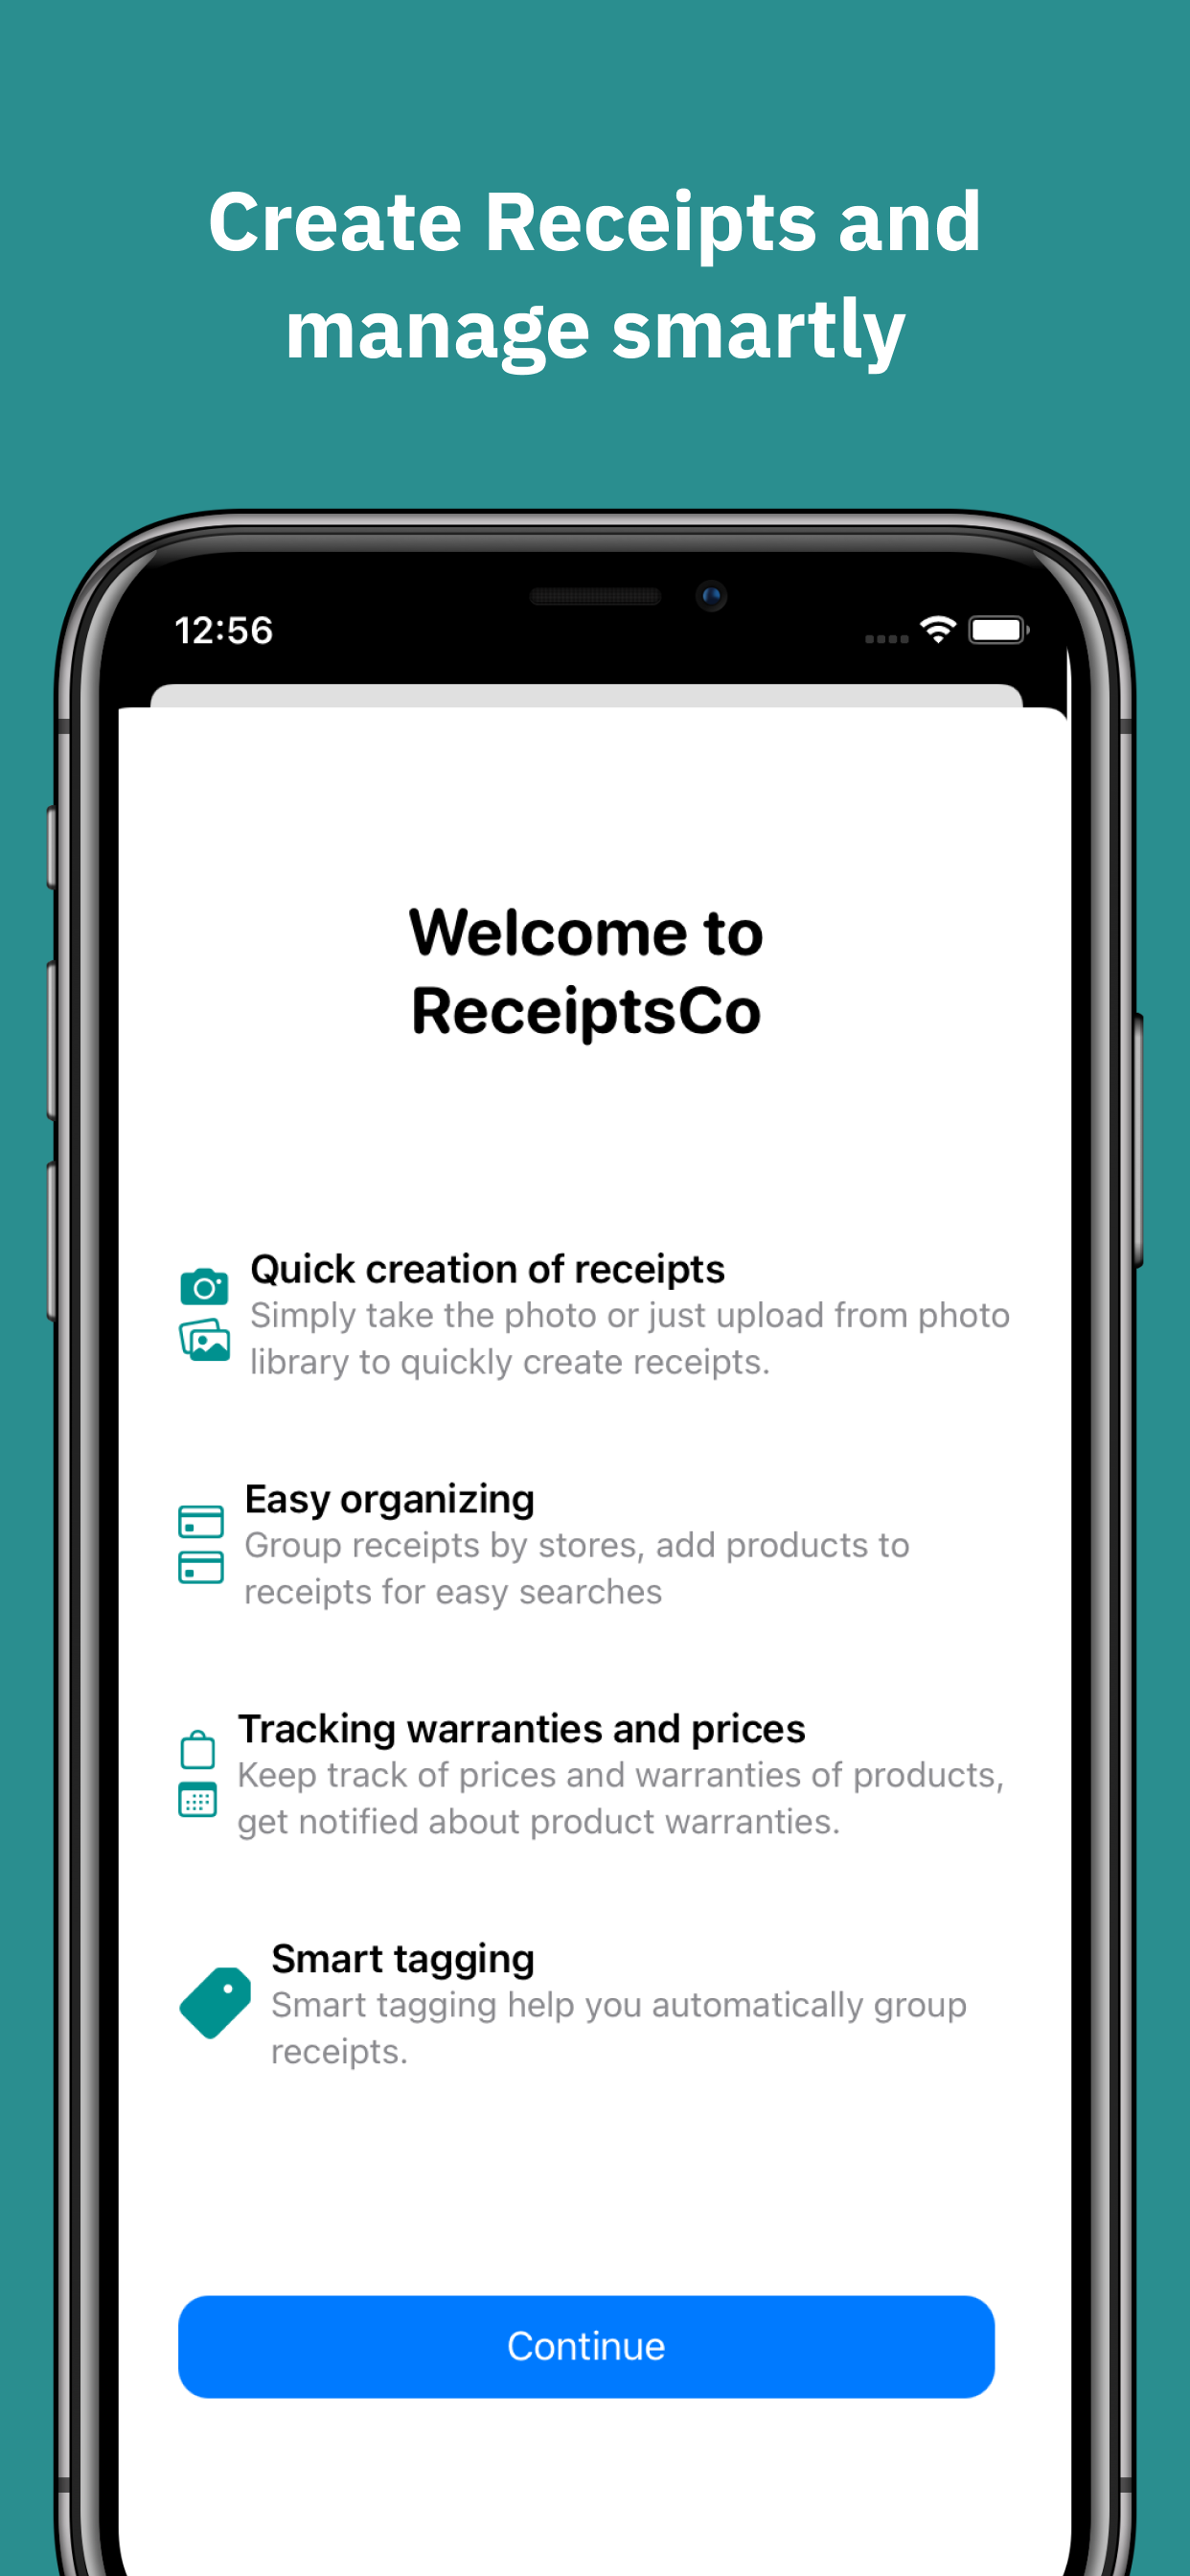 Create Receipts and
manage smartly
12:56
Welcome to
ReceiptsCo
Quick creation of receipts
Simply take the photo or just upload from photo
library to quickly create receipts.
Easy organizing
Group receipts by stores, add products to
receipts for easy searches
Tracking warranties and prices
Keep track of prices and warranties of products,
get notified about product warranties.
Smart tagging
Smart tagging help you automatically group
receipts.
Continue